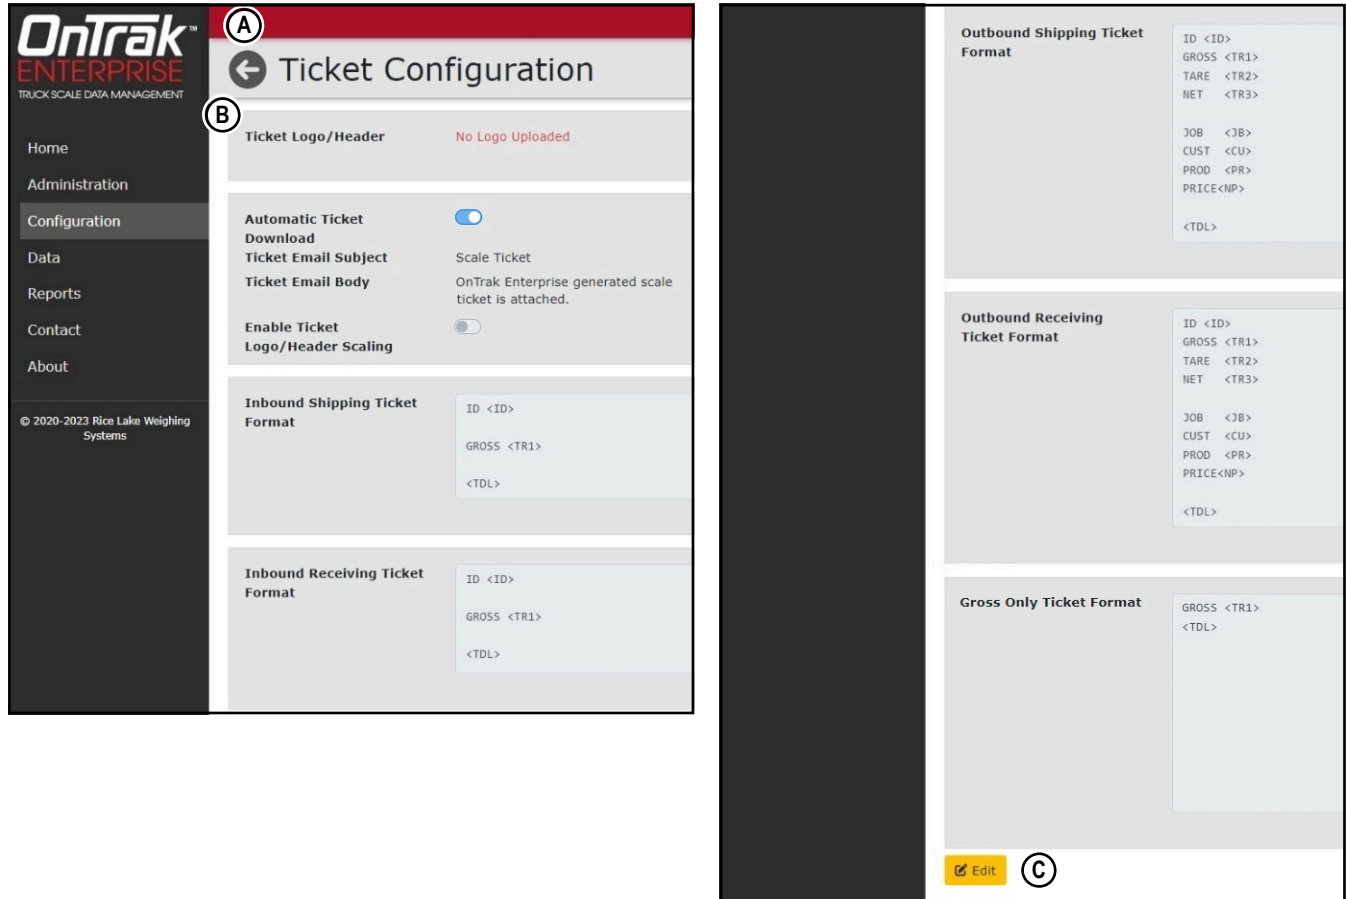 OnTrak™
ENTERPRISE
TRUCK SCALE DATA MANAGEMENT
Home
Administration
Configuration
Data
Reports
Contact
About
© 2020-2023 Rice Lake Weighing
Systems
A
Ticket Configuration
B
Ticket Logo/Header No Logo Uploaded
Automatic Ticket
Download
Ticket Email Subject Scale Ticket
Ticket Email Body OnTrak Enterprise generated scale
ticket is attached.
Enable Ticket
Logo/Header Scaling
Inbound Shipping Ticket
Format
ID <ID>
GROSS <TR1>
<TDL>
Inbound Receiving Ticket
Format
ID <ID>
GROSS <TR1>
<TDL>
Outbound Shipping Ticket
Format
ID <ID>
GROSS <TR1>
TARE <TR2>
NET <TR3>
JOB <JB>
CUST <CU>
PROD <PR>
PRICE<NP>
<TDL>
Outbound Receiving
Ticket Format
ID <ID>
GROSS <TR1>
TARE <TR2>
NET <TR3>
JOB <JB>
CUST <CU>
PROD <PR>
PRICE<NP>
<TDL>
Gross Only Ticket Format
GROSS <TR1>
<TDL>
Edit
C